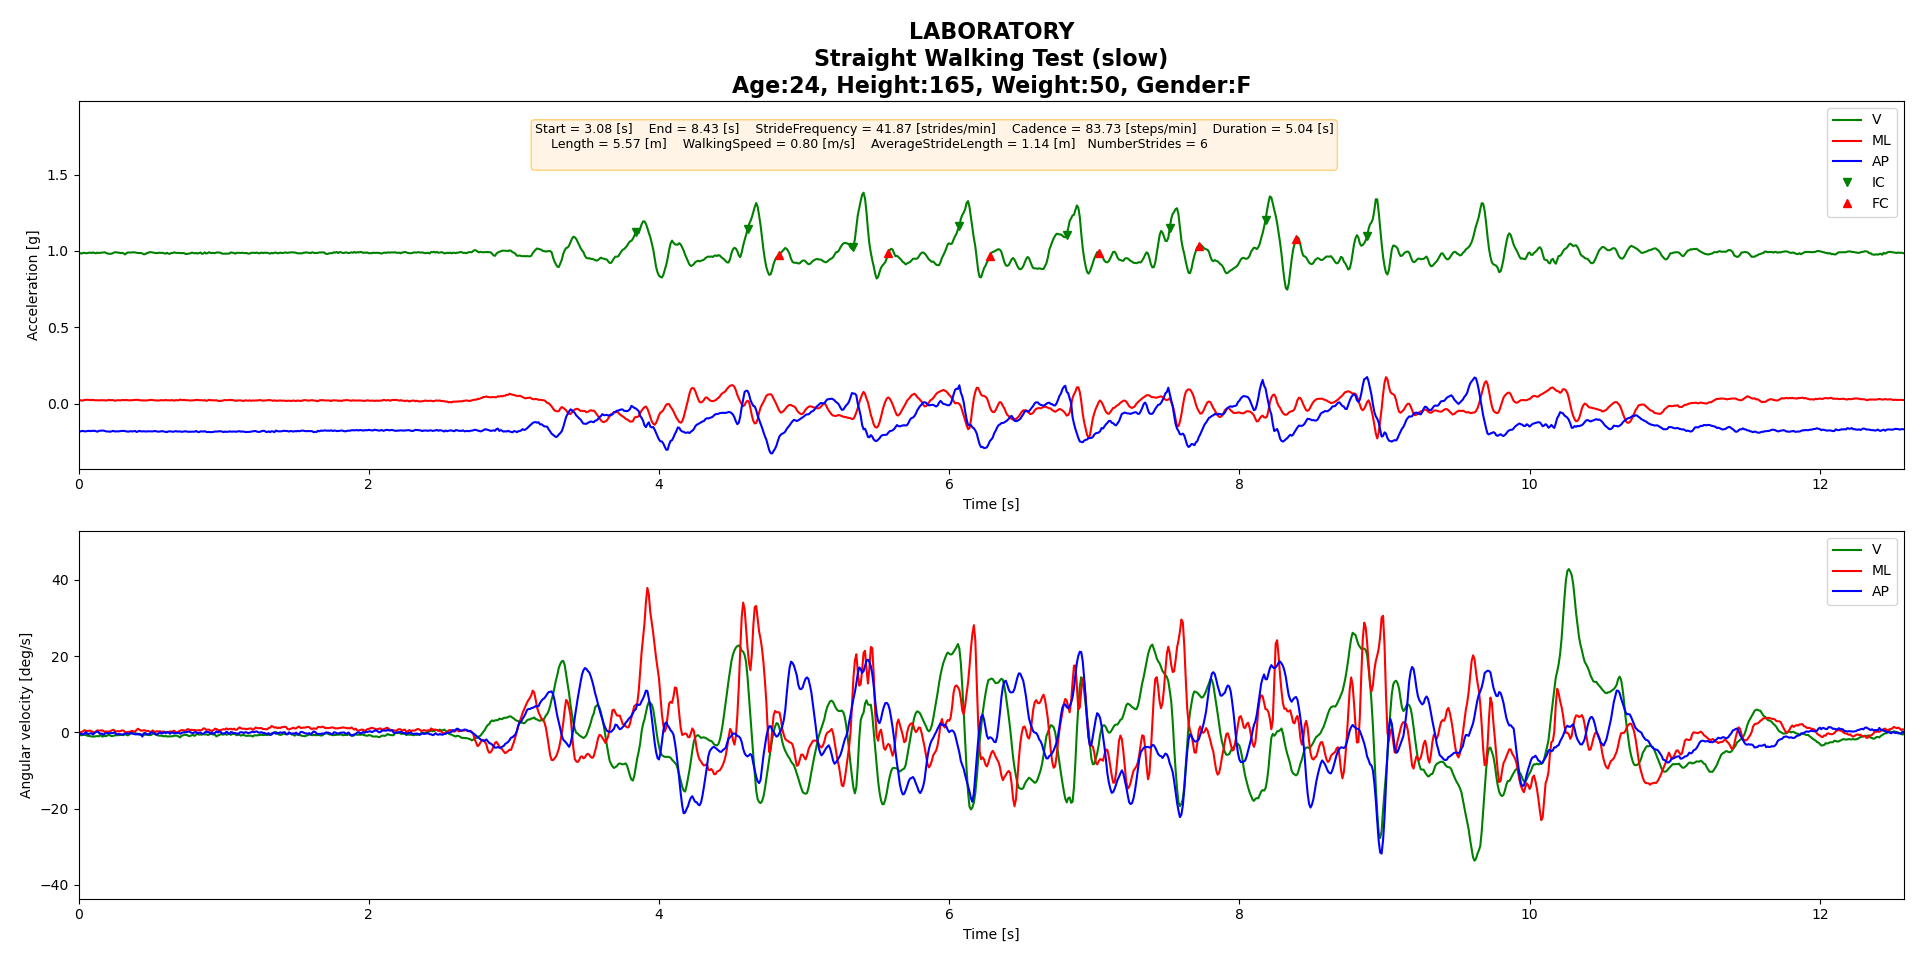 LABORATORY
Straight Walking Test (slow)
Age:24, Height:165, Weight:50, Gender:F
Start = 3.08 [s]    End = 8.43 [s]    StrideFrequency = 41.87 [strides/min]    Cadence = 83.73 [steps/min]    Duration = 5.04 [s]
Length = 5.57 [m]    WalkingSpeed = 0.80 [m/s]    AverageStrideLength = 1.14 [m]   NumberStrides = 6
V
ML
AP
IC
FC
Acceleration [g]
1.5
1.0
0.5
0.0
0 2 4 6 8 10 12
Time [s]
V
ML
AP
Angular velocity [deg/s]
40
20
0
−20
−40
0 2 4 6 8 10 12
Time [s]